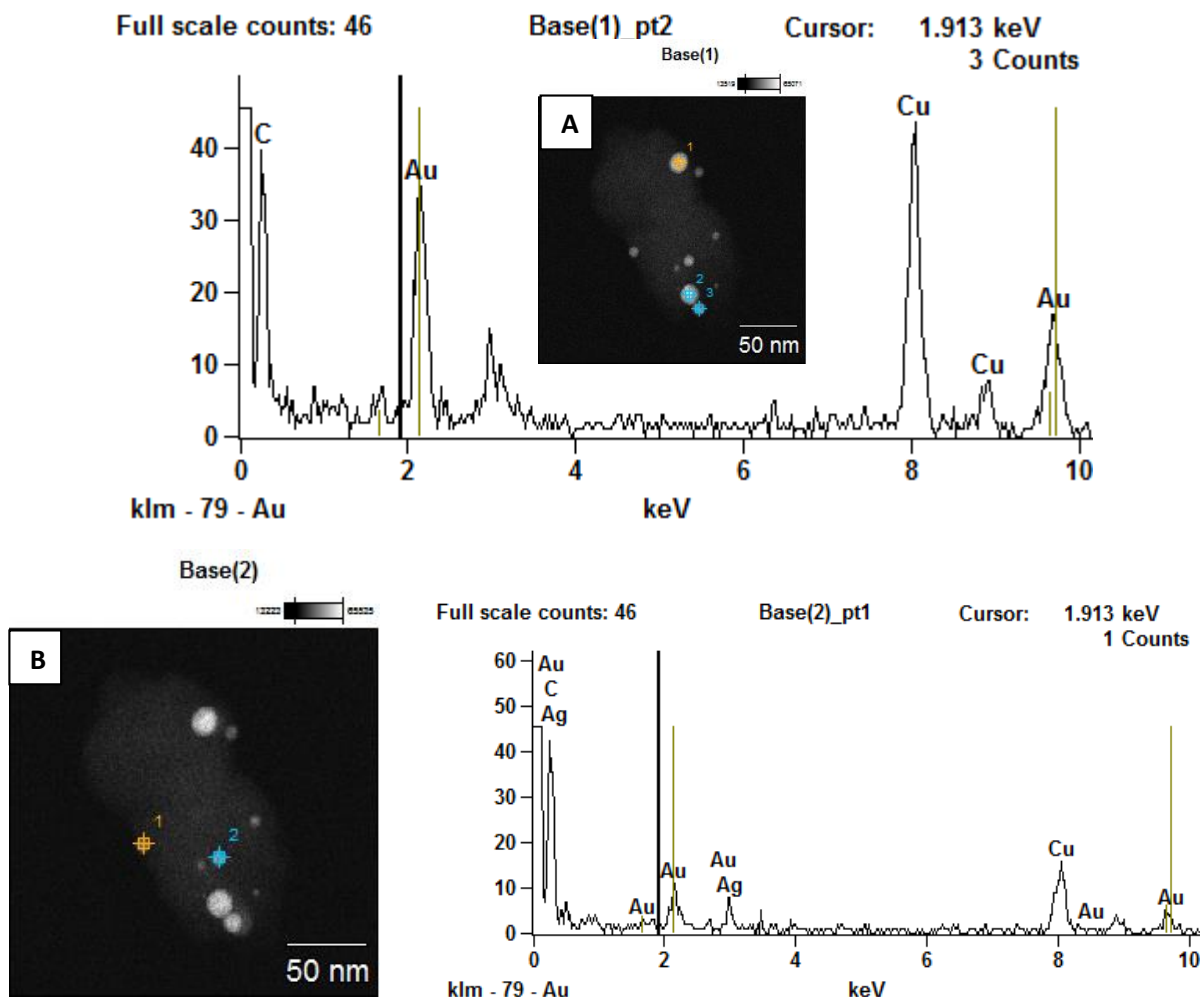 Full scale counts: 46 Base(1)_pt2 Cursor: 1.913 keV
3 Counts
Base(1)
A
1
2
3
50 nm
C
Au
Cu
Cu
Au
40
30
20
10
0
0 2 4 6 8 10
klm - 79 - Au keV
Base(2)
B
1
2
50 nm
Full scale counts: 46 Base(2)_pt1 Cursor: 1.913 keV
1 Counts
60
50
40
30
20
10
0
Au
C
Ag
Au
Au
Au
Ag
Cu
Au
Au
0 2 4 6 8 10
klm - 79 - Au keV